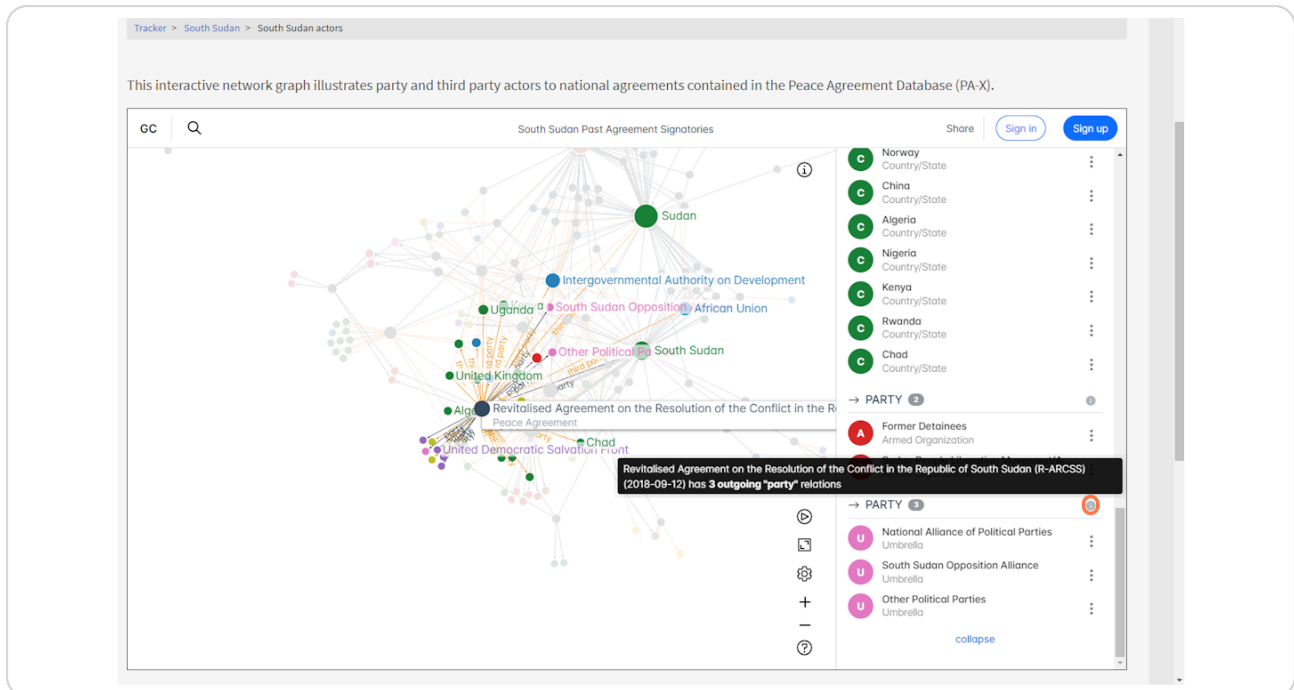 Tracker > South Sudan > South Sudan actors
This interactive network graph illustrates party and third party actors to national agreements contained in the Peace Agreement Database (PA-X).
GC
South Sudan Past Agreement Signatories
Share
Sign in
Sign up
Sudan
Intergovernmental Authority on Development
Uganda
Kenya
South Sudan Opposition
African Union
Other Political Pa
South Sudan
third party
party
United Kingdom
Alge
Revitalised Agreement on the Resolution of the Conflict in the R
Peace Agreement
Chad
United Democratic Salvation Front
Norway
Country/State
China
Country/State
Algeria
Country/State
Nigeria
Country/State
Kenya
Country/State
Rwanda
Country/State
Chad
Country/State
→ PARTY 2
A
Former Detainees
Armed Organization
Revitalised Agreement on the Resolution of the Conflict in the Republic of South Sudan (R-ARCSS)
(2018-09-12) has 3 outgoing "party" relations
→ PARTY 3
U
National Alliance of Political Parties
Umbrella
U
South Sudan Opposition Alliance
Umbrella
U
Other Political Parties
Umbrella
collapse